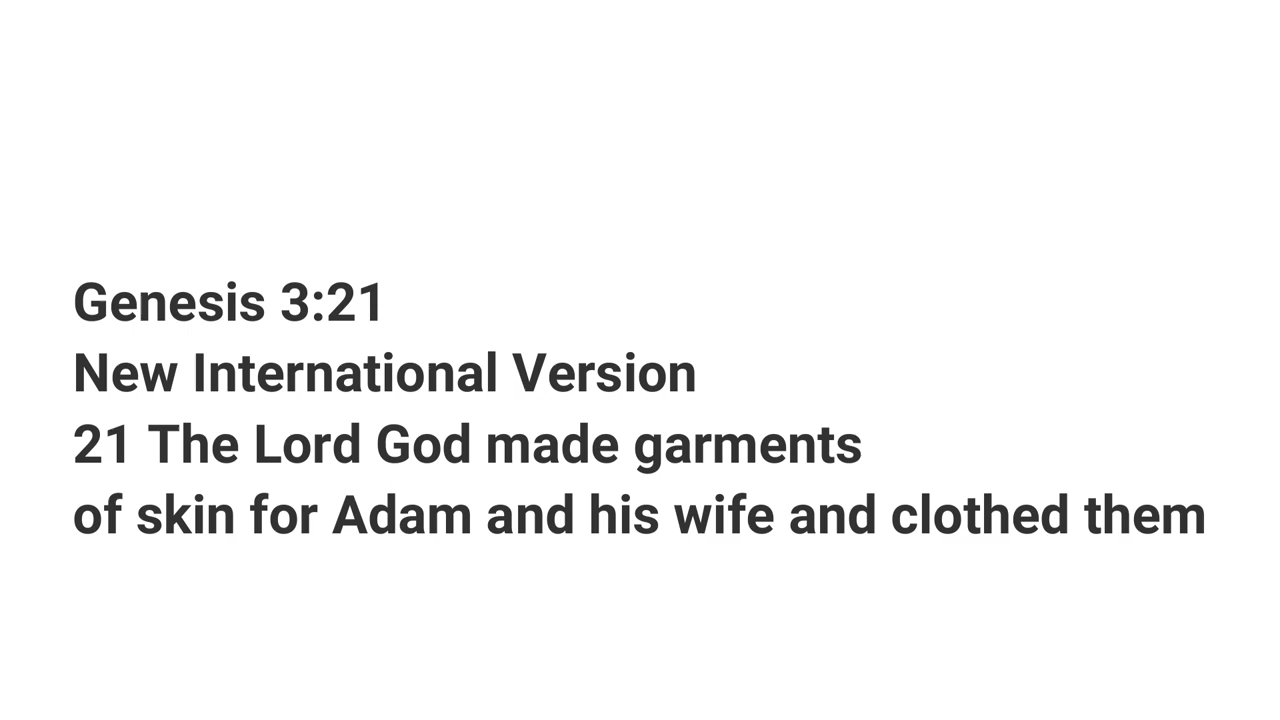 Genesis 3:21
New International Version
21 The Lord God made garments
of skin for Adam and his wife and clothed them